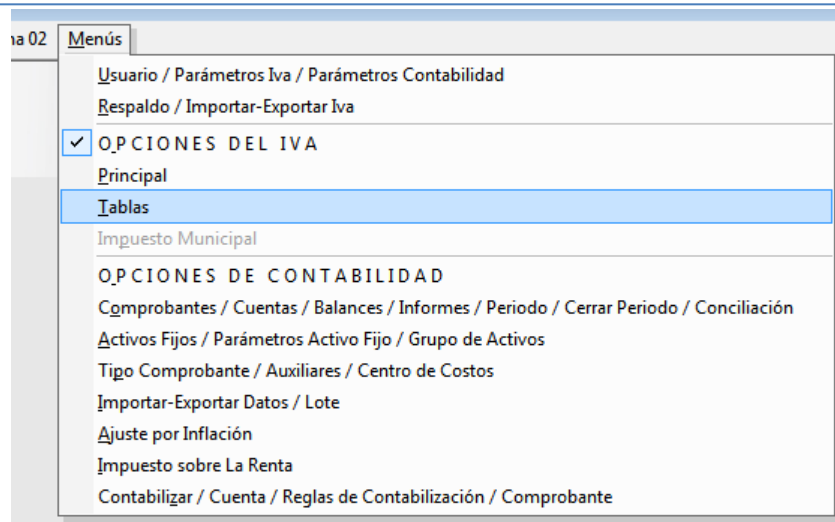 na 02 Menús
Usuario / Parámetros Iva / Parámetros Contabilidad
Respaldo / Importar-Exportar Iva
O P C I O N E S D E L I V A
Principal
Tablas
Impuesto Municipal
O P C I O N E S D E C O N T A B I L I D A D
Comprobantes / Cuentas / Balances / Informes / Periodo / Cerrar Periodo / Conciliación
Activos Fijos / Parámetros Activo Fijo / Grupo de Activos
Tipo Comprobante / Auxiliares / Centro de Costos
Importar-Exportar Datos / Lote
Ajuste por Inflación
Impuesto sobre La Renta
Contabilizar / Cuenta / Reglas de Contabilización / Comprobante